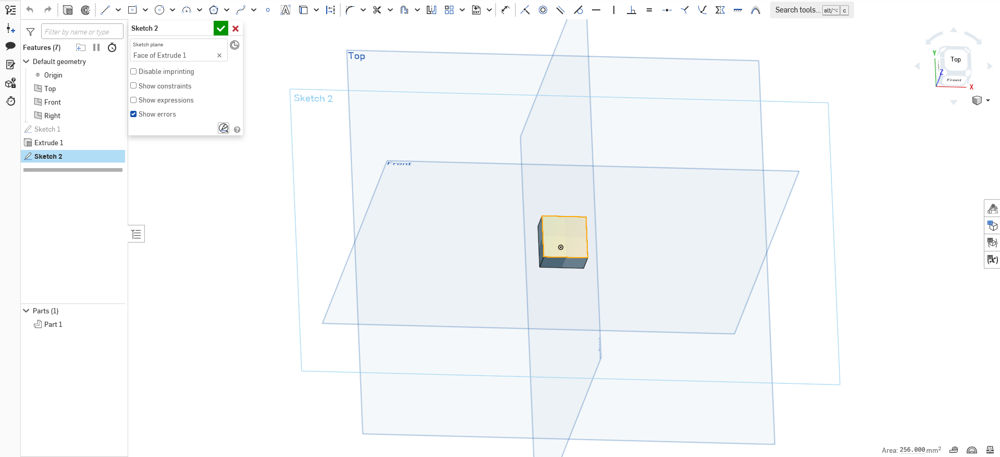 Search tools... alt/⌥ c
Filter by name or type
Features (7)
Default geometry
Origin
Top
Front
Right
Sketch 1
Extrude 1
Sketch 2
Parts (1)
Part 1
Sketch 2
Sketch plane
Face of Extrude 1
Disable imprinting
Show constraints
Show expressions
Show errors
Top
Sketch 2
Front
Y
Top
Z
Front
X
Area: 256.000 mm²